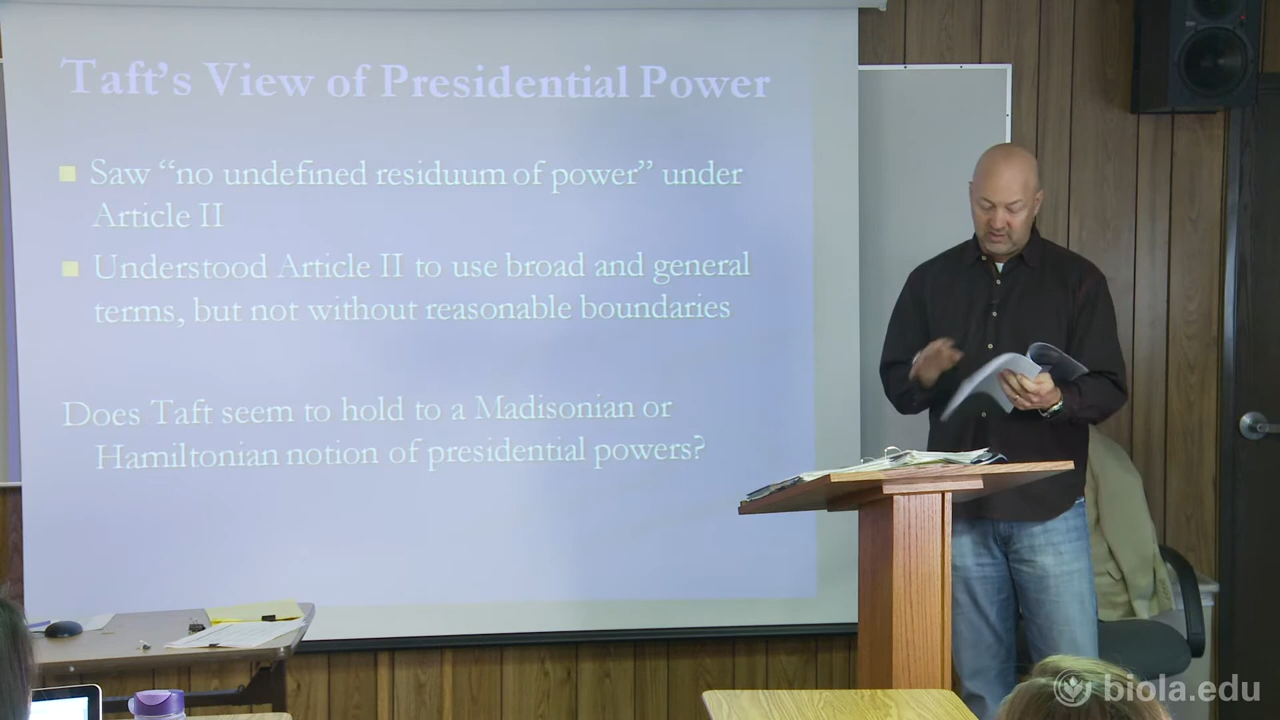 Taft's View of Presidential Power
Saw “no undefined residuum of power” under
Article II
Understood Article II to use broad and general
terms, but not without reasonable boundaries
Does Taft seem to hold to a Madisonian or
Hamiltonian notion of presidential powers?
biola.edu